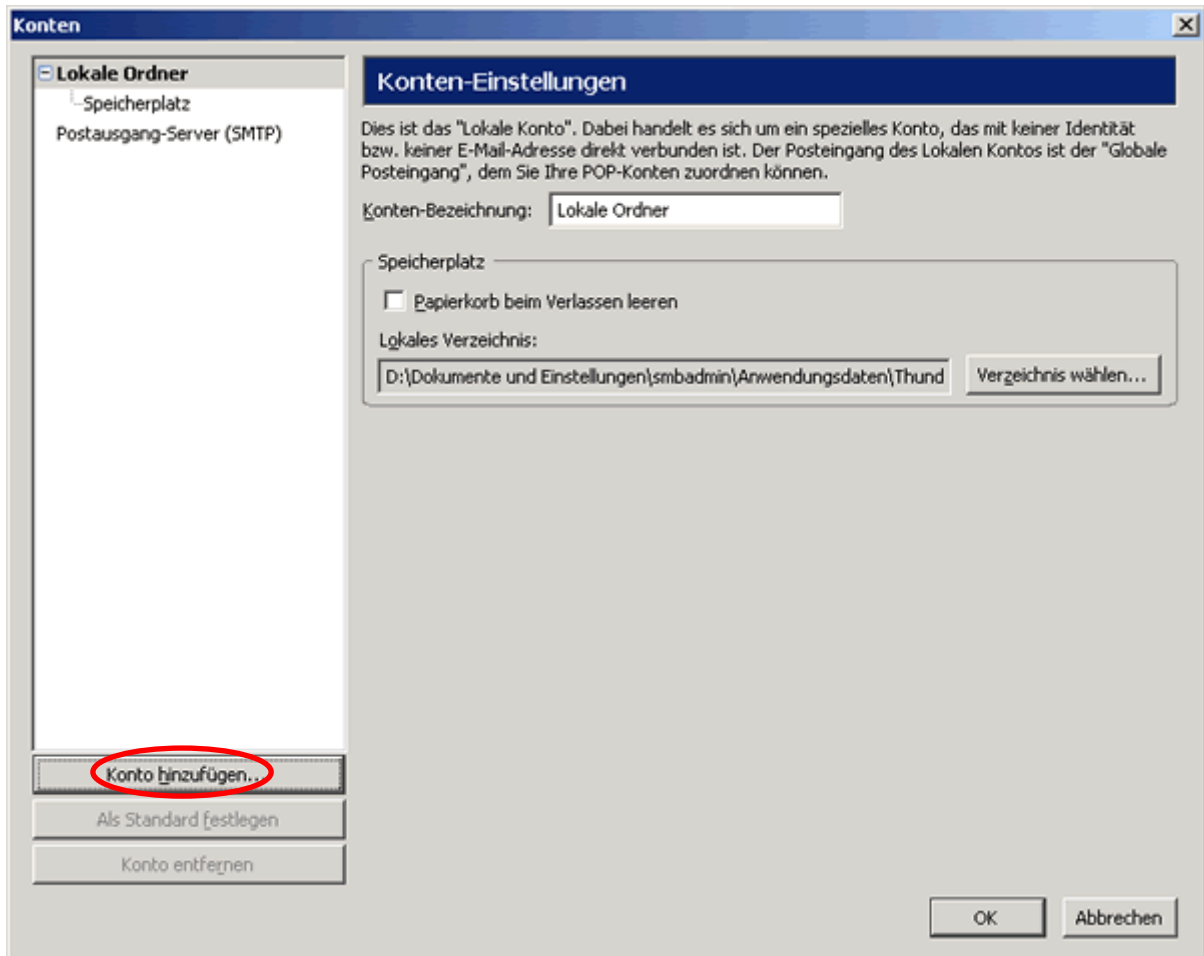 Konten
Lokale Ordner
Speicherplatz
Postausgang-Server (SMTP)
Konten-Einstellungen
Dies ist das "Lokale Konto". Dabei handelt es sich um ein spezielles Konto, das mit keiner Identität
bzw. keiner E-Mail-Adresse direkt verbunden ist. Der Posteingang des Lokalen Kontos ist der "Globale
Posteingang", dem Sie Ihre POP-Konten zuordnen können.
Konten-Bezeichnung: Lokale Ordner
Speicherplatz
Papierkorb beim Verlassen leeren
Lokales Verzeichnis:
D:\Dokumente und Einstellungen\smbadmin\Anwendungsdaten\Thund Verzeichnis wählen...
Konto hinzufügen...
Als Standard festlegen
Konto entfernen
OK Abbrechen